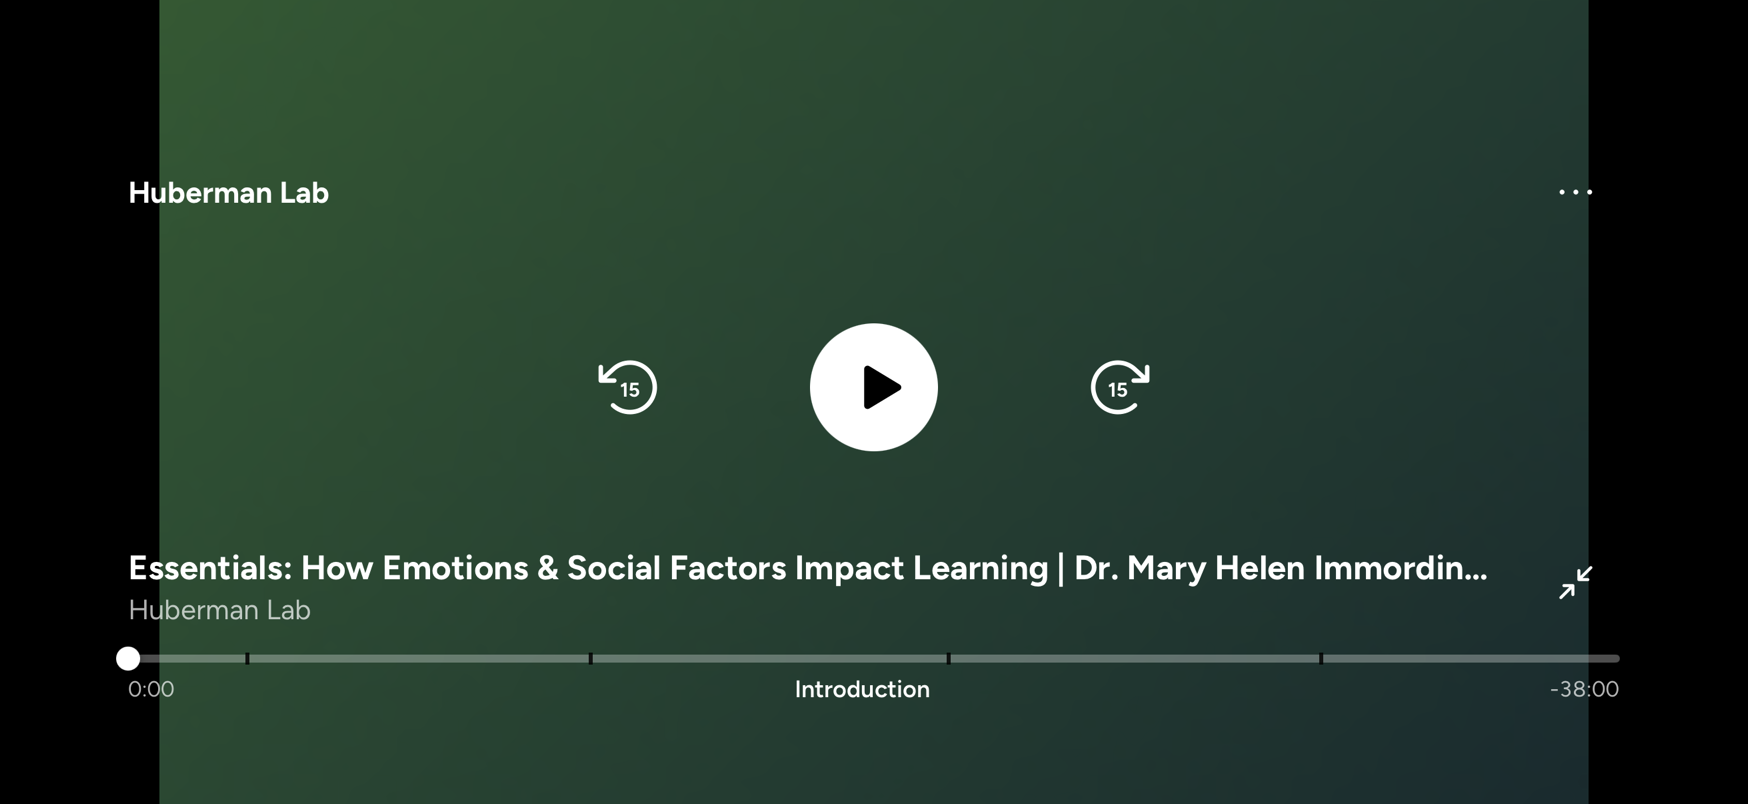 Huberman Lab
15
15
Essentials: How Emotions & Social Factors Impact Learning | Dr. Mary Helen Immordin...
Huberman Lab
0:00
Introduction
-38:00